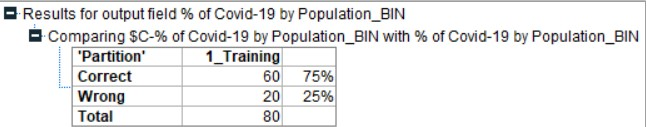 Results for output field % of Covid-19 by Population_BIN
Comparing $C-% of Covid-19 by Population_BIN with % of Covid-19 by Population_BIN
'Partition' 1_Training
Correct 60 75%
Wrong 20 25%
Total 80